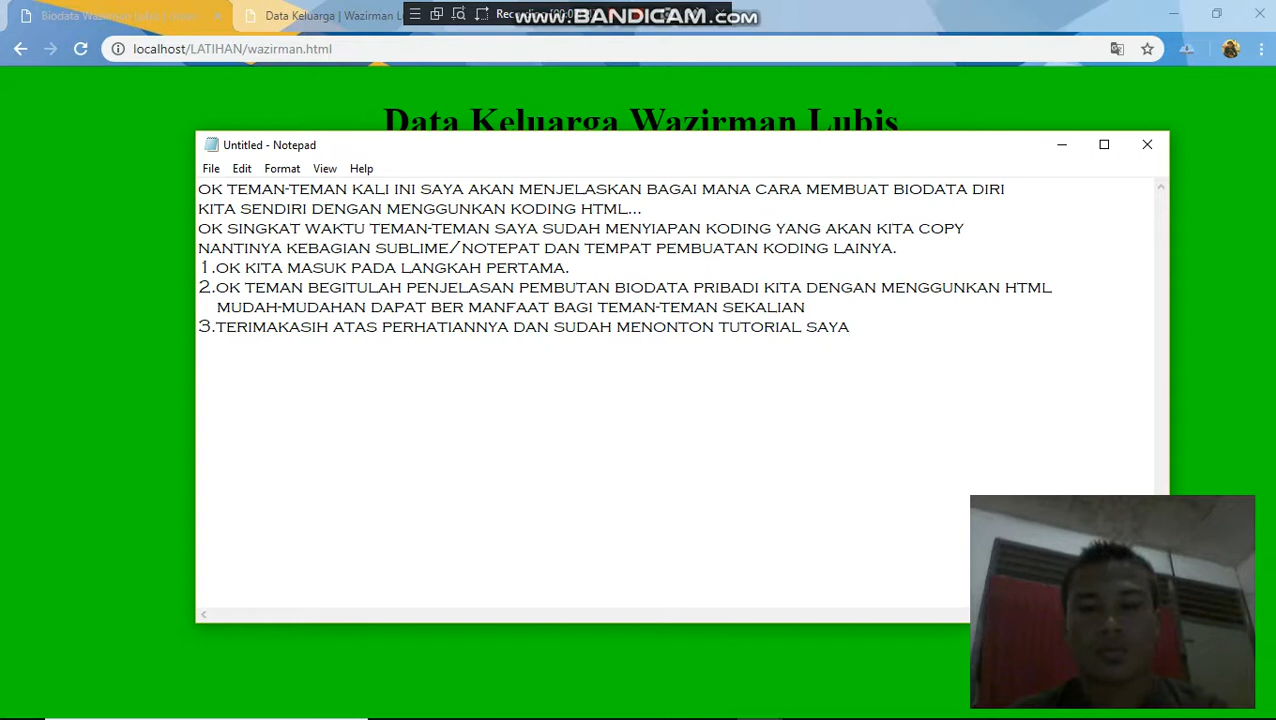 Biodata Wazirman Lubis
Data Keluarga | Wazirman Lu
Recording
www.BANDICAM.com
localhost/LATIHAN/wazirman.html
Data Keluarga Wazirman Lubis
Untitled - Notepad
File Edit Format View Help
OK TEMAN-TEMAN KALI INI SAYA AKAN MENJELASKAN BAGAI MANA CARA MEMBUAT BIODATA DIRI
KITA SENDIRI DENGAN MENGGUNKAN KODING HTML...
OK SINGKAT WAKTU TEMAN-TEMAN SAYA SUDAH MENYIAPAN KODING YANG AKAN KITA COPY
NANTINYA KEBAGIAN SUBLIME/NOTEPAT DAN TEMPAT PEMBUATAN KODING LAINYA.
1.OK KITA MASUK PADA LANGKAH PERTAMA.
2.OK TEMAN BEGITULAH PENJELASAN PEMBUTAN BIODATA PRIBADI KITA DENGAN MENGGUNKAN HTML
MUDAH-MUDAHAN DAPAT BER MANFAAT BAGI TEMAN-TEMAN SEKALIAN
3.TERIMAKASIH ATAS PERHATIANNYA DAN SUDAH MENONTON TUTORIAL SAYA